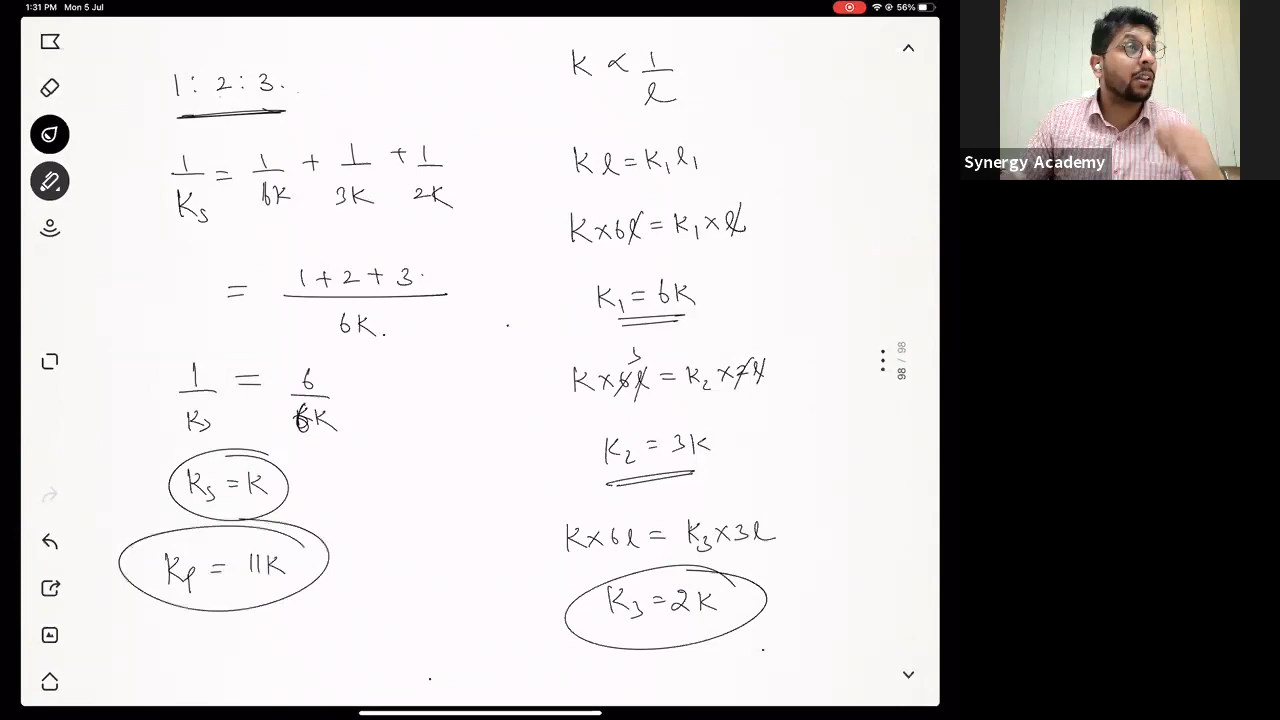 1:31 PM Mon 5 Jul
56%
1 : 2 : 3.
1/Ks = 1/6K + 1/3K + 1/2K
= 1 + 2 + 3 / 6K.
1/Ks = 6/6K
Ks = K
Kp = 11K
K ∝ 1/l
Kl = K₁l₁
K×6l = K₁×l
K₁ = 6K
3
K×6l = K₂×2l
K₂ = 3K
K×6l = K₃×3l
K₃ = 2K
98 / 98
Synergy Academy